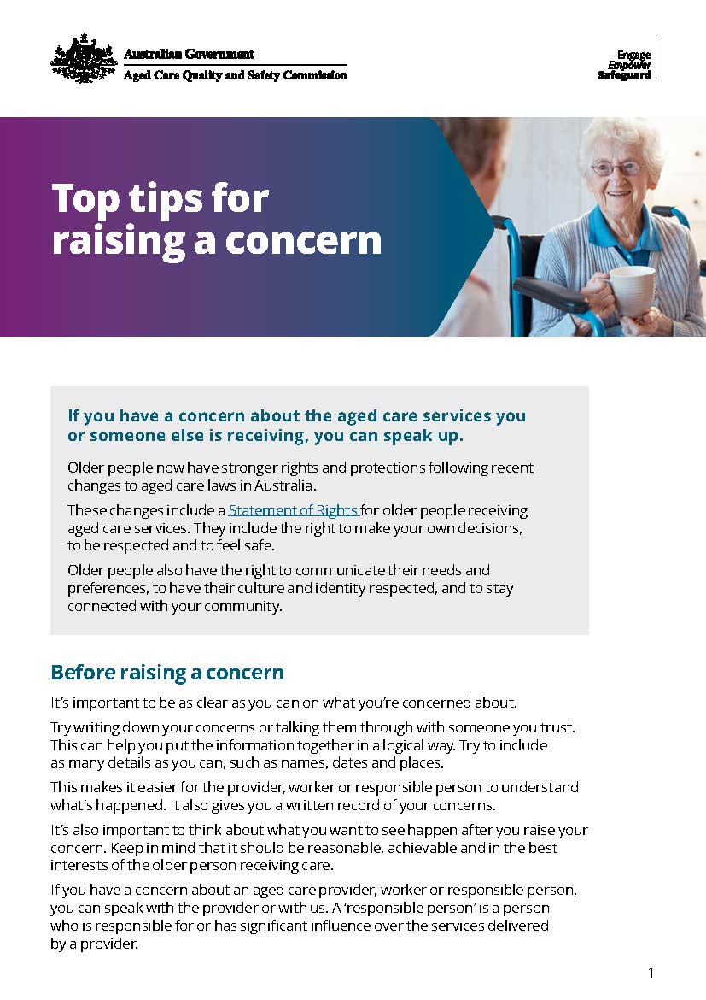 Australian Government
Aged Care Quality and Safety Commission
Engage
Empower
Safeguard
Top tips for
raising a concern
If you have a concern about the aged care services you
or someone else is receiving, you can speak up.
Older people now have stronger rights and protections following recent
changes to aged care laws in Australia.
These changes include a Statement of Rights for older people receiving
aged care services. They include the right to make your own decisions,
to be respected and to feel safe.
Older people also have the right to communicate their needs and
preferences, to have their culture and identity respected, and to stay
connected with your community.
Before raising a concern
It’s important to be as clear as you can on what you’re concerned about.
Try writing down your concerns or talking them through with someone you trust.
This can help you put the information together in a logical way. Try to include
as many details as you can, such as names, dates and places.
This makes it easier for the provider, worker or responsible person to understand
what’s happened. It also gives you a written record of your concerns.
It’s also important to think about what you want to see happen after you raise your
concern. Keep in mind that it should be reasonable, achievable and in the best
interests of the older person receiving care.
If you have a concern about an aged care provider, worker or responsible person,
you can speak with the provider or with us. A ‘responsible person’ is a person
who is responsible for or has significant influence over the services delivered
by a provider.
1